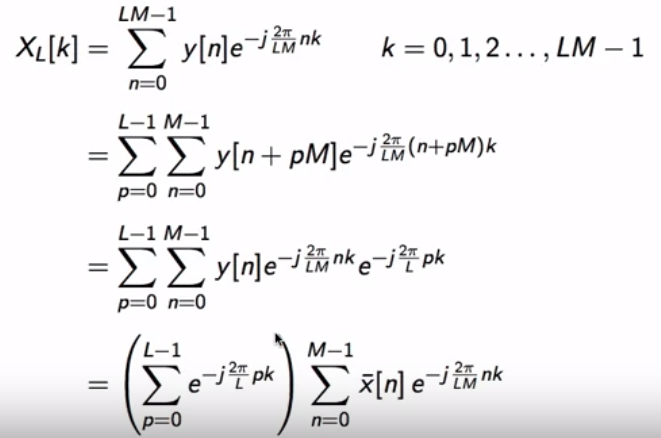 X_L[k] = \sum_{n=0}^{LM-1} y[n]e^{-j\frac{2\pi}{LM}nk} \qquad k = 0, 1, 2 \ldots, LM - 1
= \sum_{p=0}^{L-1} \sum_{n=0}^{M-1} y[n + pM]e^{-j\frac{2\pi}{LM}(n+pM)k}
= \sum_{p=0}^{L-1} \sum_{n=0}^{M-1} y[n]e^{-j\frac{2\pi}{LM}nk} e^{-j\frac{2\pi}{L}pk}
= \left( \sum_{p=0}^{L-1} e^{-j\frac{2\pi}{L}pk} \right) \sum_{n=0}^{M-1} \bar{x}[n] e^{-j\frac{2\pi}{LM}nk}